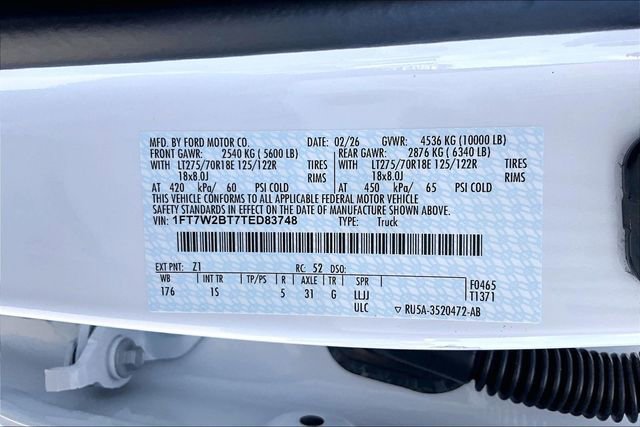 MFD. BY FORD MOTOR CO. DATE: 02/26 GVWR: 4536 KG (10000 LB)
FRONT GAWR: 2540 KG ( 5600 LB) REAR GAWR: 2876 KG ( 6340 LB)
WITH LT275/70R18E 125/122R TIRES WITH LT275/70R18E 125/122R TIRES
18x8.0J RIMS 18x8.0J RIMS
AT 420 kPa/ 60 PSI COLD AT 450 kPa/ 65 PSI COLD
THIS VEHICLE CONFORMS TO ALL APPLICABLE FEDERAL MOTOR VEHICLE
SAFETY STANDARDS IN EFFECT ON THE DATE OF MANUFACTURE SHOWN ABOVE.
VIN: 1FT7W2BT7TED83748 TYPE: Truck
EXT PNT: Z1 RC: 52 DSO: F0465
WB INT TR TP/PS R AXLE TR SPR T1371
176 1S 5 31 G LLJJ
ULC ▽ RU5A-3520472-AB